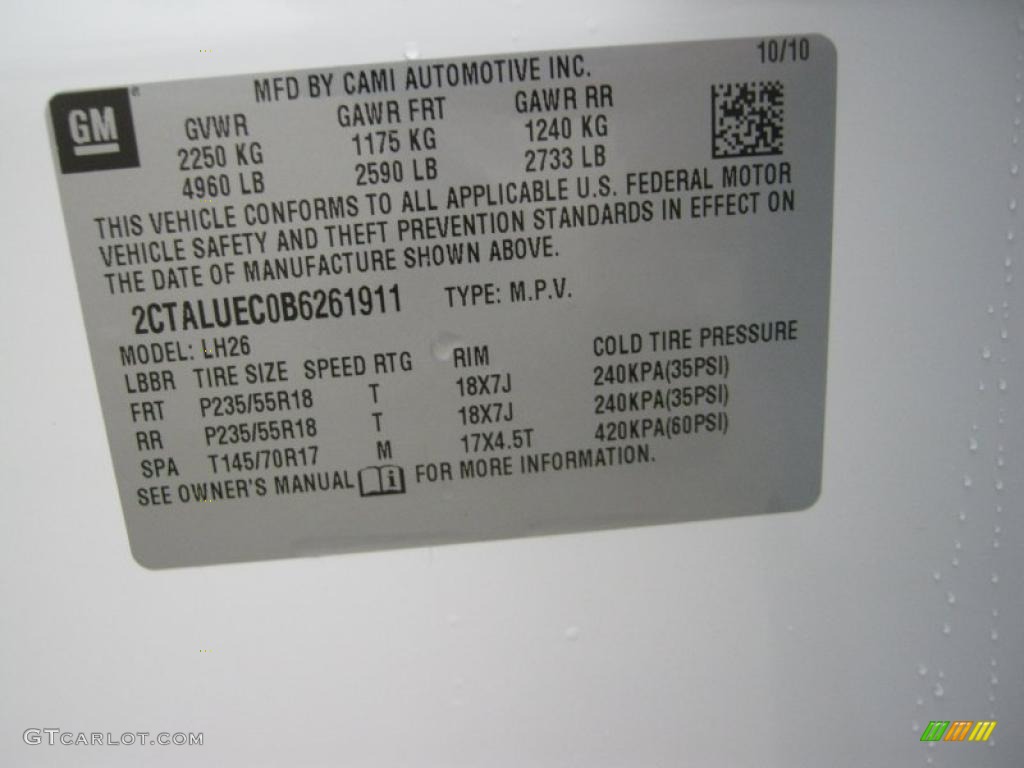 10/10
MFD BY CAMI AUTOMOTIVE INC.
GM
GVWR GAWR FRT GAWR RR
2250 KG 1175 KG 1240 KG
4960 LB 2590 LB 2733 LB
THIS VEHICLE CONFORMS TO ALL APPLICABLE U.S. FEDERAL MOTOR
VEHICLE SAFETY AND THEFT PREVENTION STANDARDS IN EFFECT ON
THE DATE OF MANUFACTURE SHOWN ABOVE.
2CTALUEC0B6261911 TYPE: M.P.V.
MODEL: LH26
LBBR TIRE SIZE SPEED RTG RIM COLD TIRE PRESSURE
FRT P235/55R18 T 18X7J 240KPA(35PSI)
RR P235/55R18 T 18X7J 240KPA(35PSI)
SPA T145/70R17 M 17X4.5T 420KPA(60PSI)
SEE OWNER'S MANUAL i FOR MORE INFORMATION.
GTCARLOT.COM